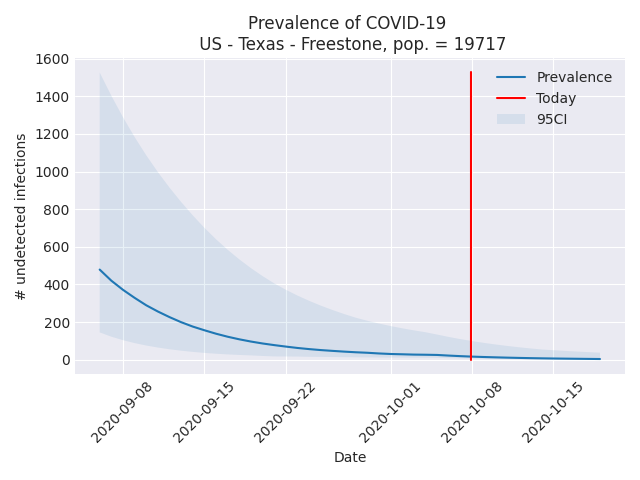 Prevalence of COVID-19
US - Texas - Freestone, pop. = 19717
1600
1400
1200
1000
800
600
400
200
0
# undetected infections
Prevalence
Today
95CI
2020-09-08
2020-09-15
2020-09-22
2020-10-01
2020-10-08
2020-10-15
Date